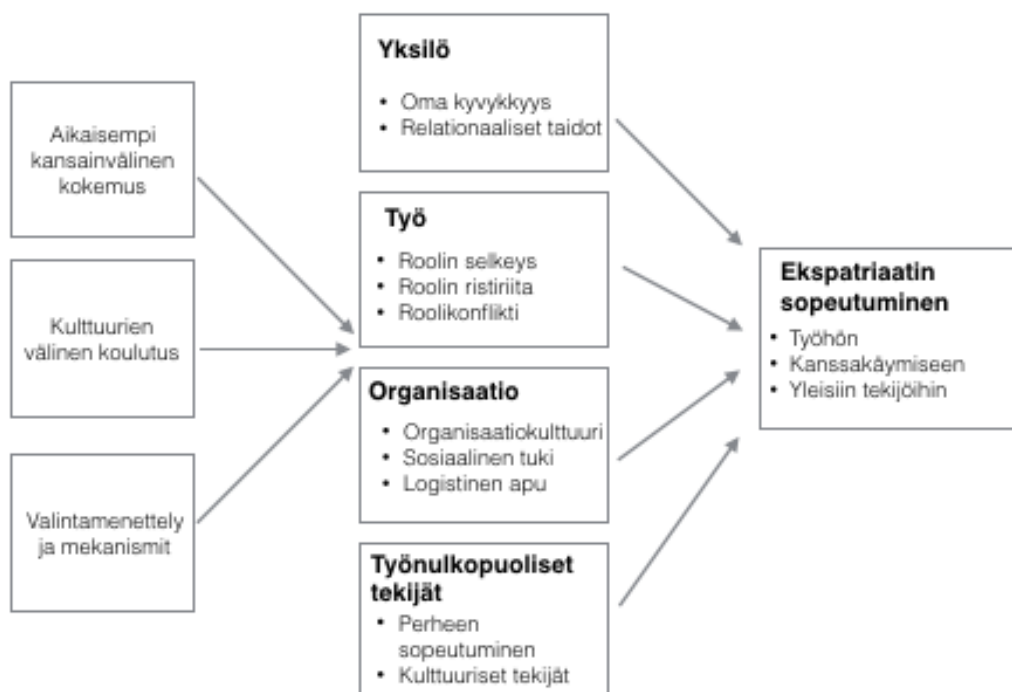 Aikaisempi
kansainvälinen
kokemus
Kulttuurien
välinen koulutus
Valintamenettely
ja mekanismit
Yksilö
• Oma kyvykkyys
• Relationaaliset taidot
Työ
• Roolin selkeys
• Roolin ristiriita
• Roolikonflikti
Organisaatio
• Organisaatiokulttuuri
• Sosiaalinen tuki
• Logistinen apu
Työnulkopuoliset
tekijät
• Perheen
sopeutuminen
• Kulttuuriset tekijät
Ekspatriaatin
sopeutuminen
• Työhön
• Kanssakäymiseen
• Yleisiin tekijöihin